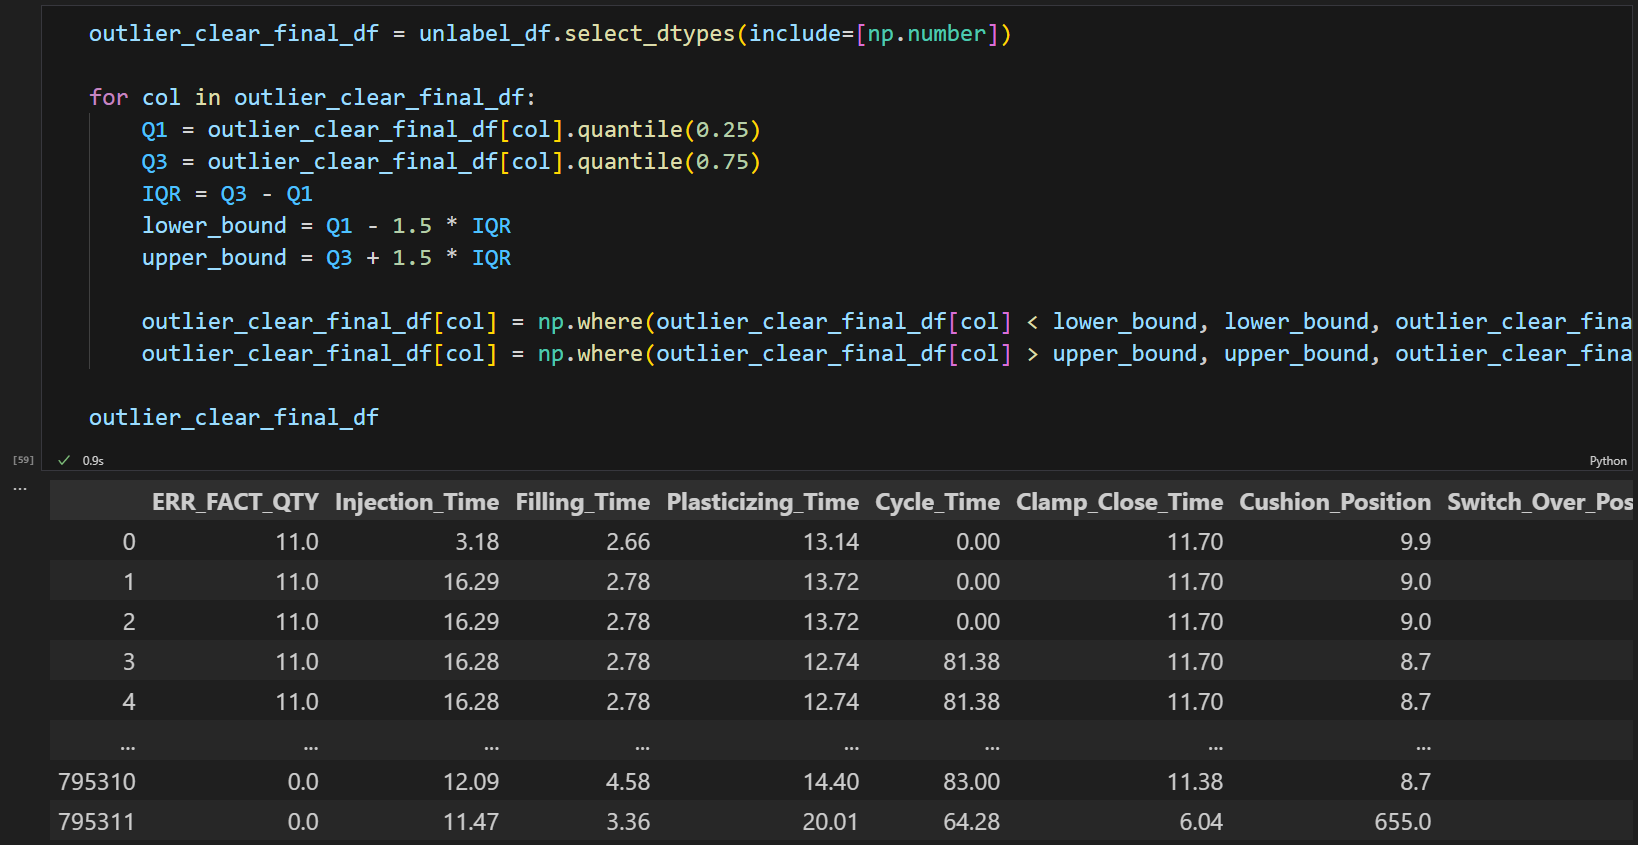 outlier_clear_final_df = unlabel_df.select_dtypes(include=[np.number])
for col in outlier_clear_final_df:
Q1 = outlier_clear_final_df[col].quantile(0.25)
Q3 = outlier_clear_final_df[col].quantile(0.75)
IQR = Q3 - Q1
lower_bound = Q1 - 1.5 * IQR
upper_bound = Q3 + 1.5 * IQR
outlier_clear_final_df[col] = np.where(outlier_clear_final_df[col] < lower_bound, lower_bound, outlier_clear_fina
outlier_clear_final_df[col] = np.where(outlier_clear_final_df[col] > upper_bound, upper_bound, outlier_clear_fina
outlier_clear_final_df
[59] ✓ 0.9s Python
...
ERR_FACT_QTY Injection_Time Filling_Time Plasticizing_Time Cycle_Time Clamp_Close_Time Cushion_Position Switch_Over_Pos
0 11.0 3.18 2.66 13.14 0.00 11.70 9.9
1 11.0 16.29 2.78 13.72 0.00 11.70 9.0
2 11.0 16.29 2.78 13.72 0.00 11.70 9.0
3 11.0 16.28 2.78 12.74 81.38 11.70 8.7
4 11.0 16.28 2.78 12.74 81.38 11.70 8.7
... ... ... ... ... ... ... ...
795310 0.0 12.09 4.58 14.40 83.00 11.38 8.7
795311 0.0 11.47 3.36 20.01 64.28 6.04 655.0